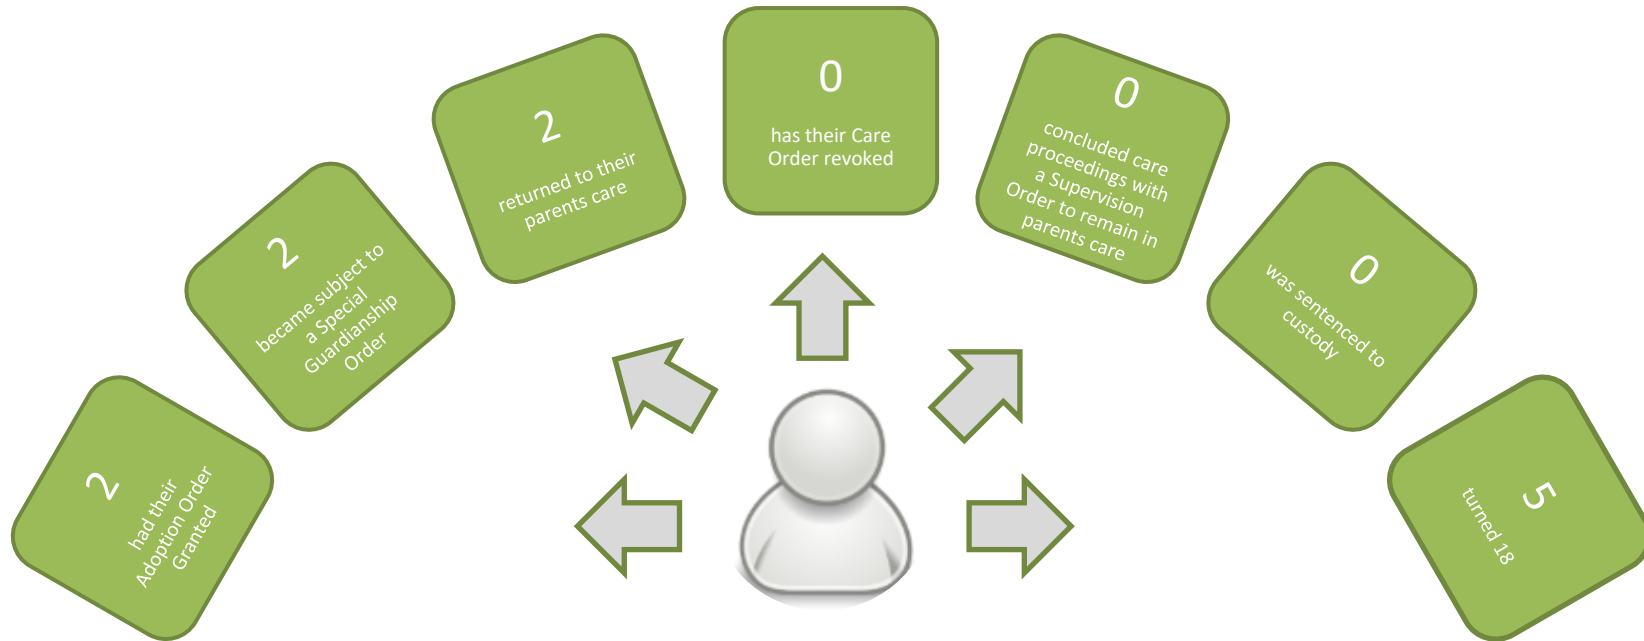 2
had their
Adoption Order
Granted
2
became subject to
a Special
Guardianship
Order
2
returned to their
parents care
0
has their Care
Order revoked
0
concluded care
proceedings with
a Supervision
Order to remain in
parents care
0
was sentenced to
custody
5
turned 18